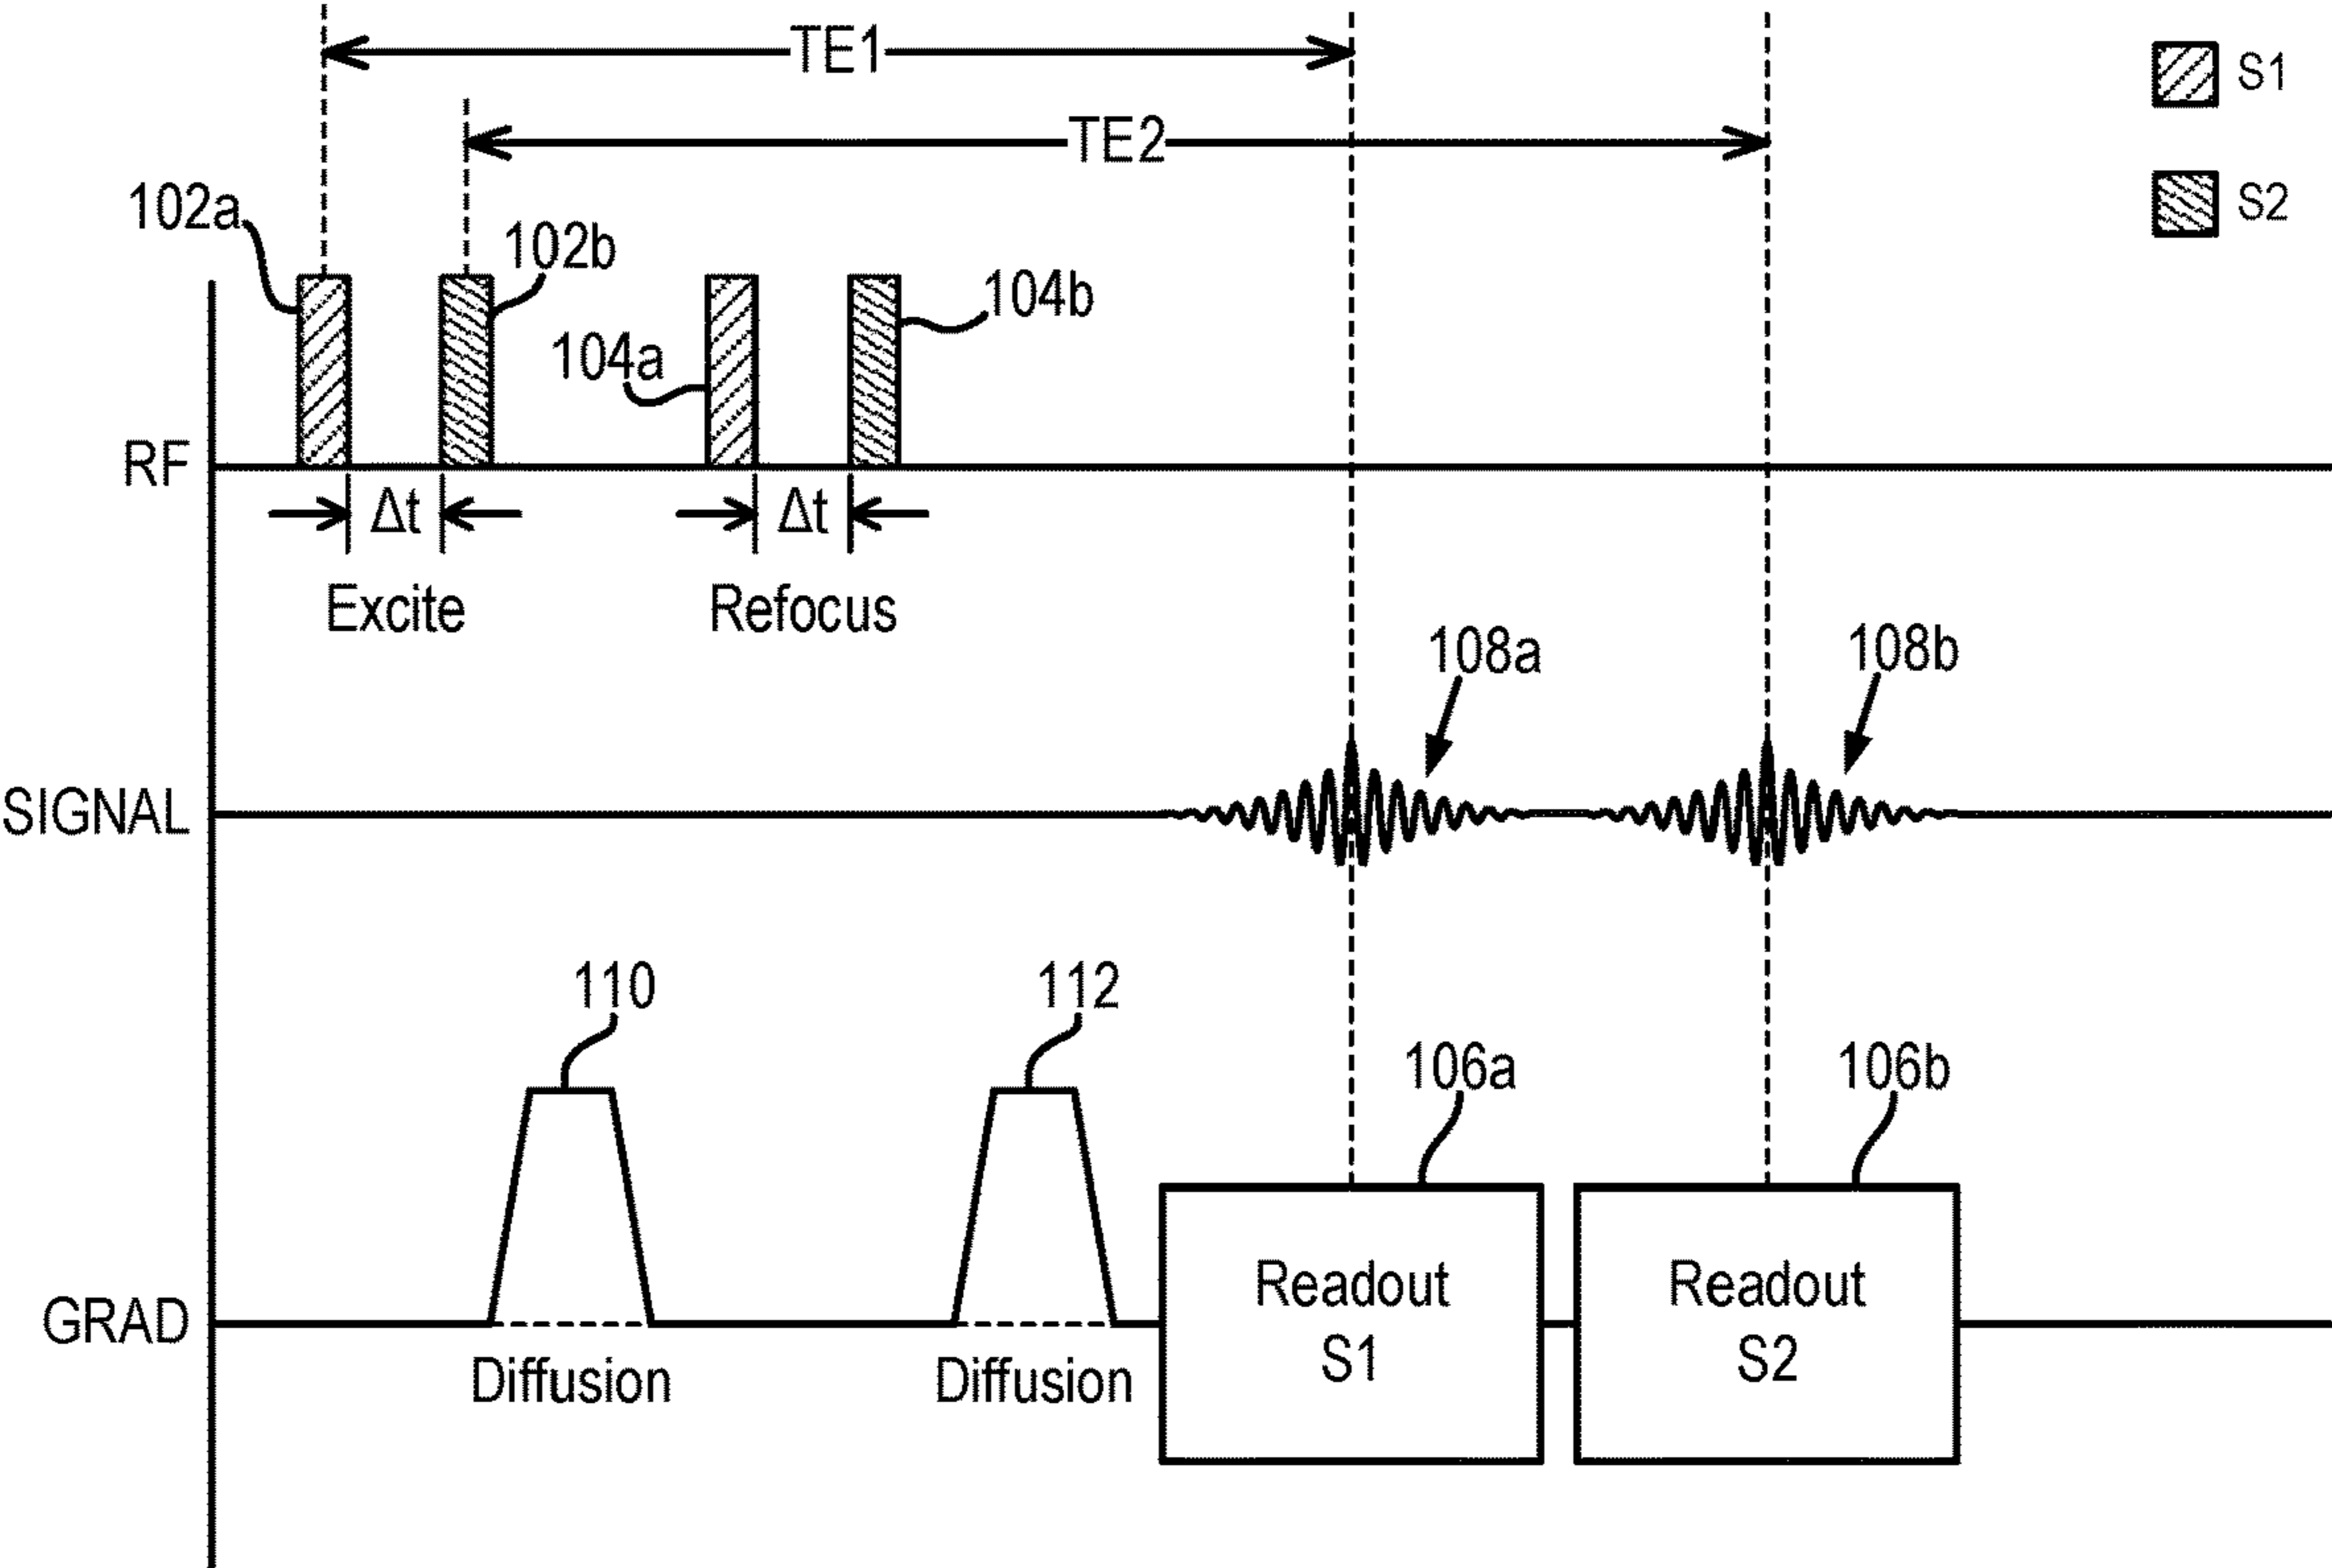 TE1
S1
TE2
S2
102a
102b
104b
104a
RF
Δt
Δt
Excite
Refocus
108a
108b
SIGNAL
110
112
106a
106b
Readout
S1
Readout
S2
GRAD
Diffusion
Diffusion